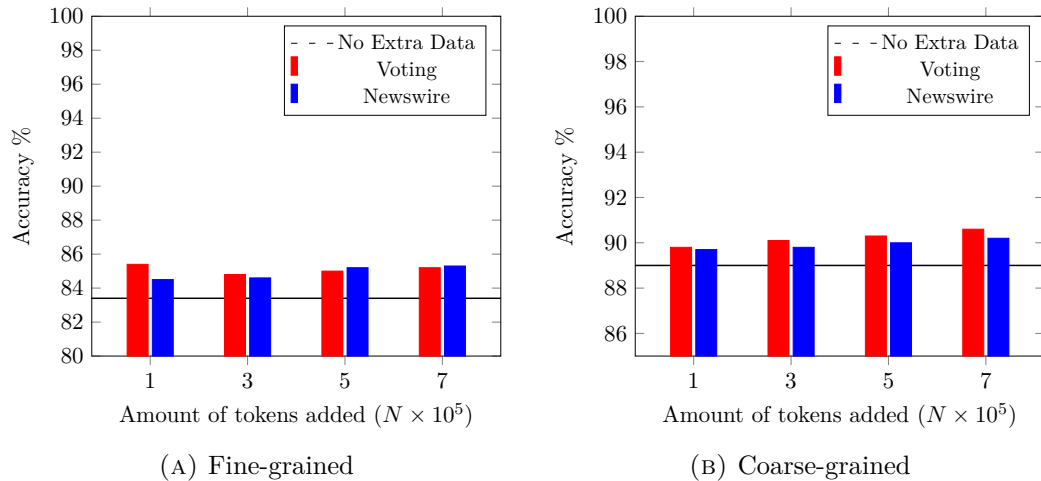 100
98
96
94
92
90
88
86
84
82
80
Accuracy %
No Extra Data
Voting
Newswire
1 3 5 7
Amount of tokens added (N × 10⁵)
(A) Fine-grained
100
98
96
94
92
90
88
86
Accuracy %
No Extra Data
Voting
Newswire
1 3 5 7
Amount of tokens added (N × 10⁵)
(B) Coarse-grained